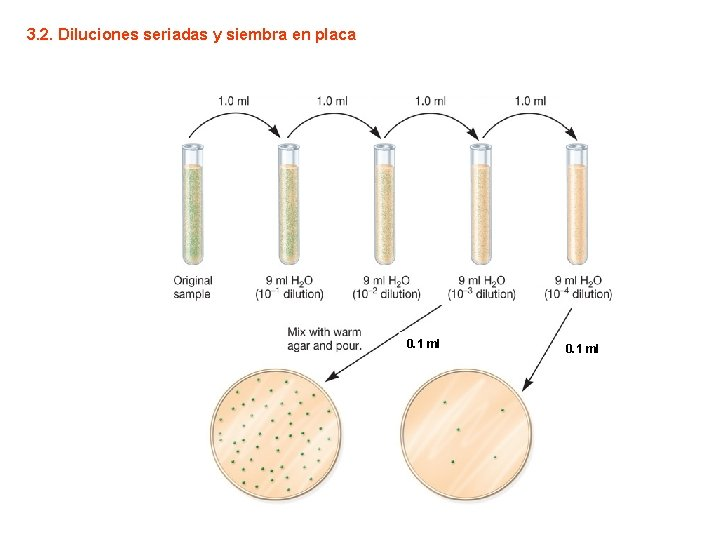 3. 2. Diluciones seriadas y siembra en placa
1.0 ml 1.0 ml 1.0 ml 1.0 ml
Original
sample
9 ml H₂O
(10⁻¹ dilution)
9 ml H₂O
(10⁻² dilution)
9 ml H₂O
(10⁻³ dilution)
9 ml H₂O
(10⁻⁴ dilution)
Mix with warm
agar and pour.
0. 1 ml
0. 1 ml